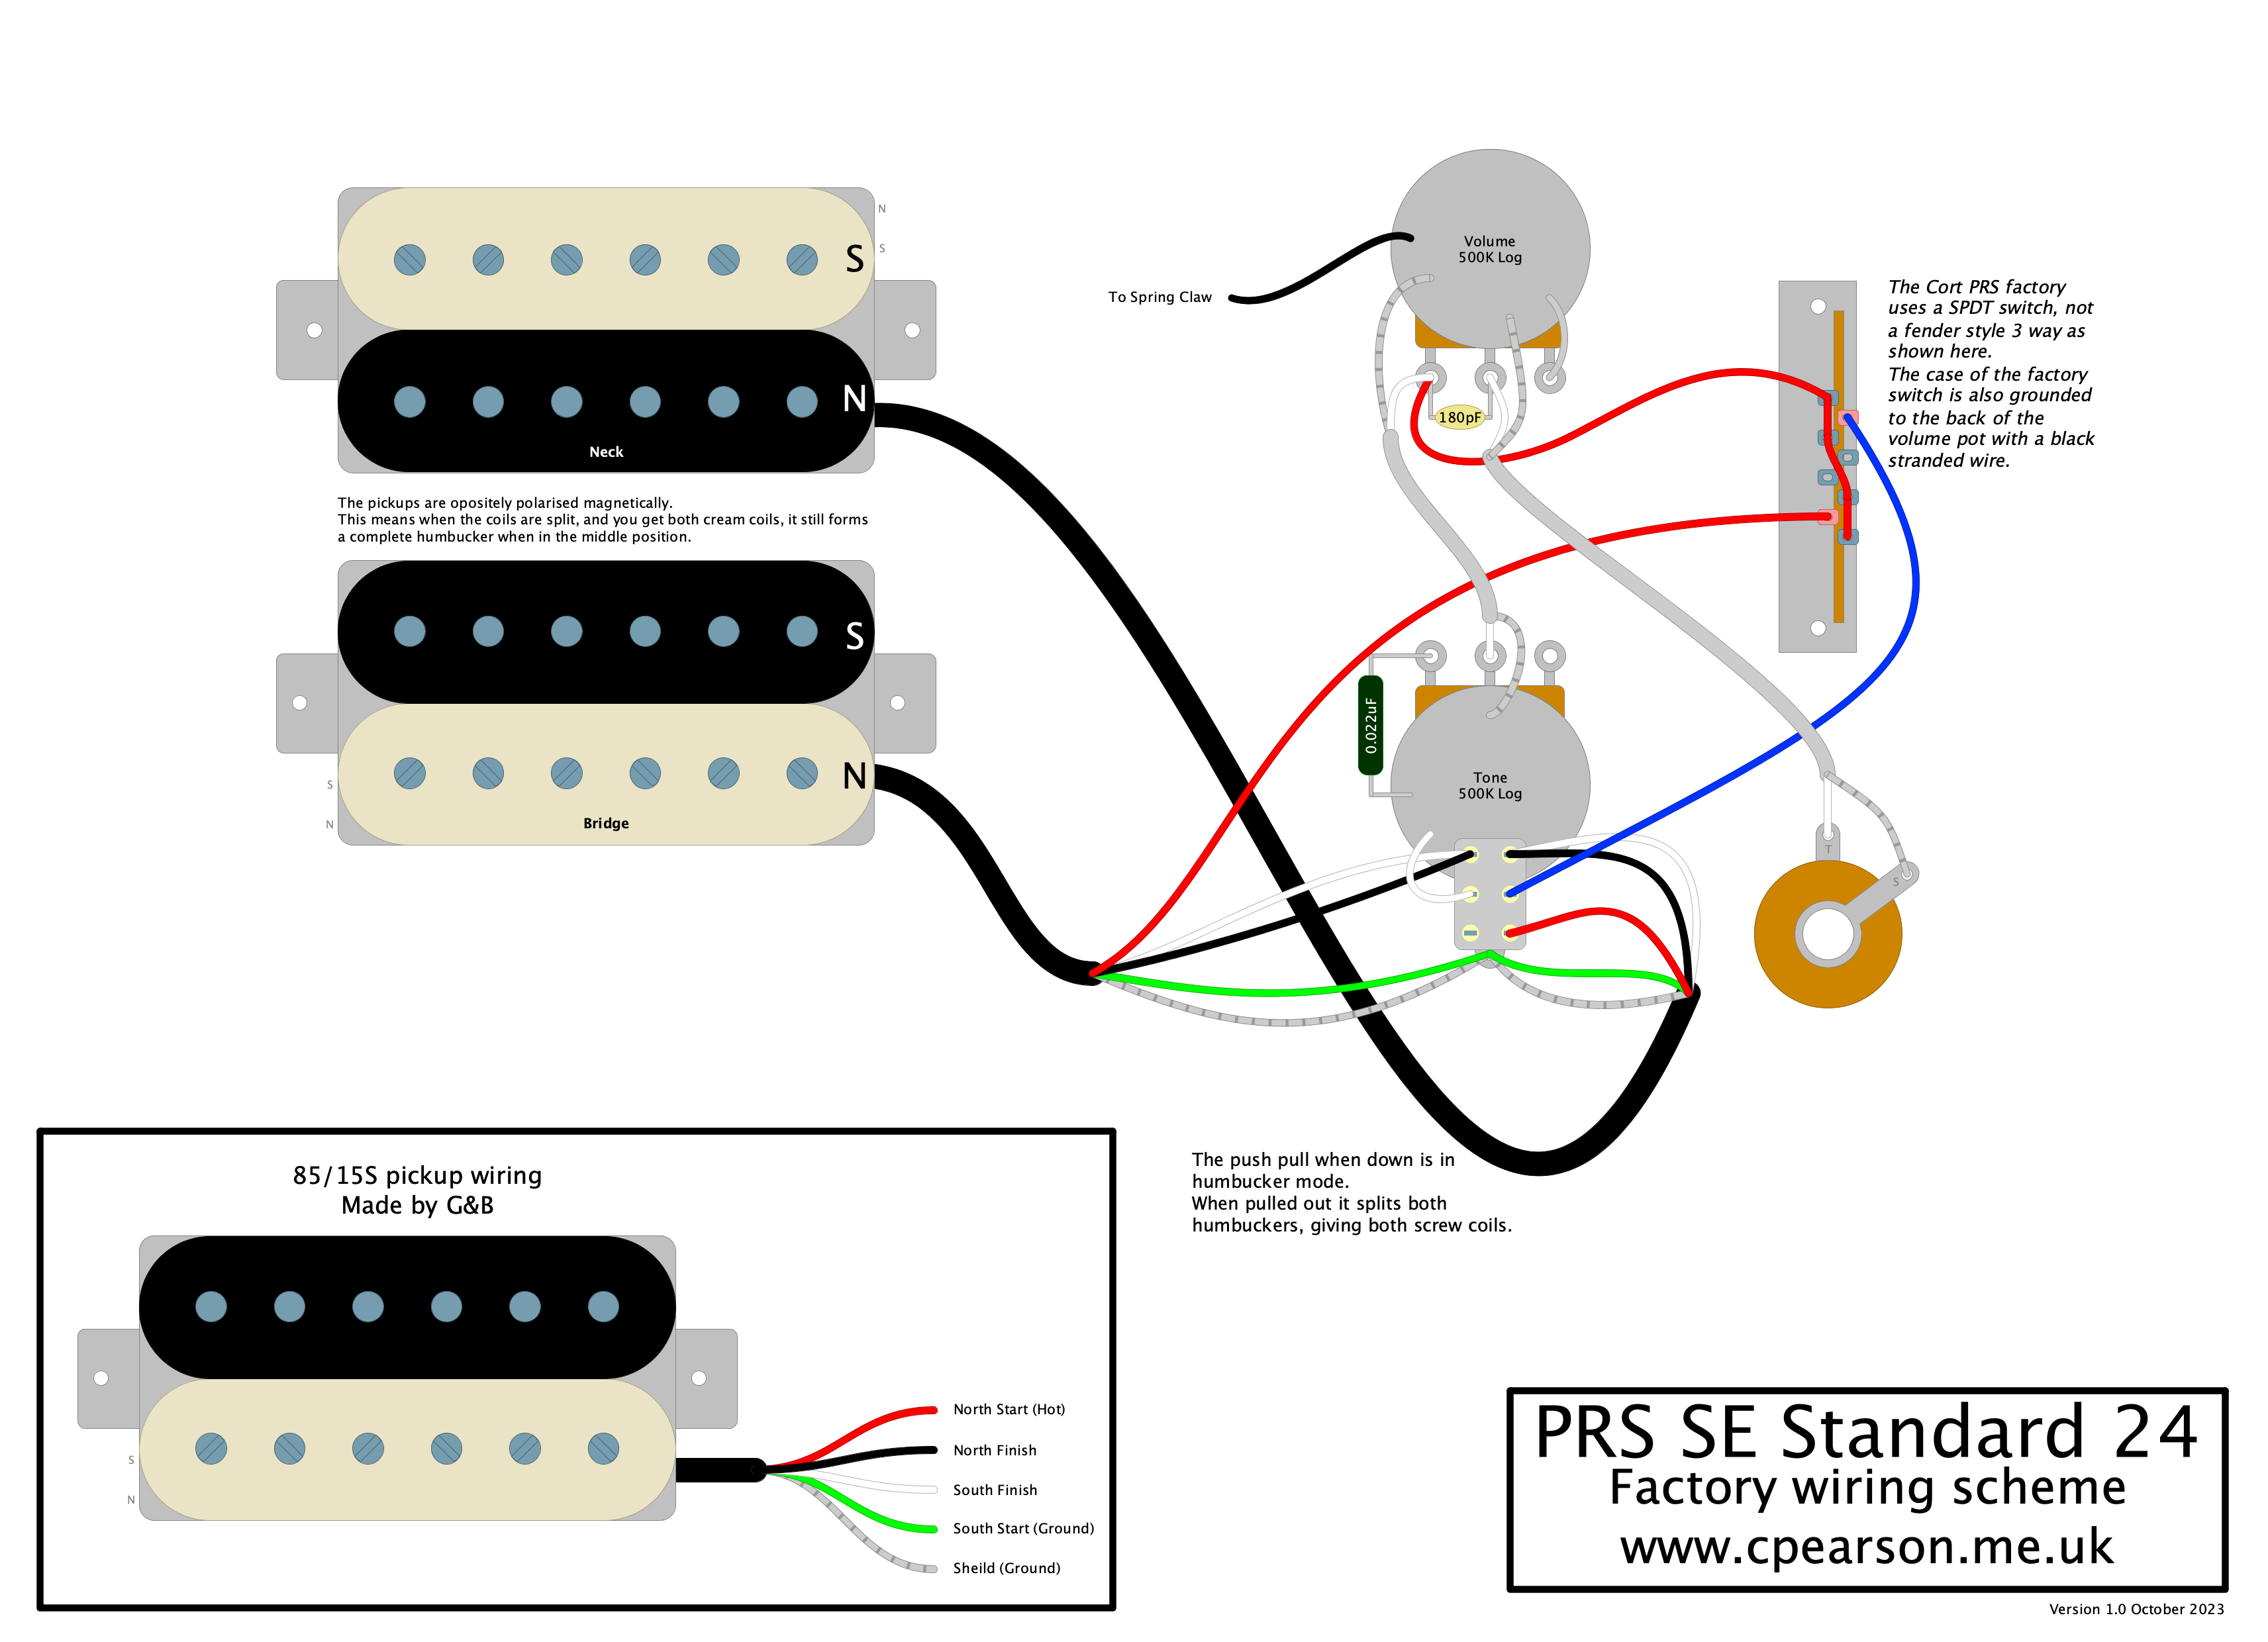 N
S
S
N
Neck
The pickups are opositely polarised magnetically.
This means when the coils are split, and you get both cream coils, it still forms
a complete humbucker when in the middle position.
S
N
S
N
Bridge
To Spring Claw
Volume
500K Log
180pF
The Cort PRS factory
uses a SPDT switch, not
a fender style 3 way as
shown here.
The case of the factory
switch is also grounded
to the back of the
volume pot with a black
stranded wire.
0.022uF
Tone
500K Log
T
S
The push pull when down is in
humbucker mode.
When pulled out it splits both
humbuckers, giving both screw coils.
85/15S pickup wiring
Made by G&B
S
N
North Start (Hot)
North Finish
South Finish
South Start (Ground)
Sheild (Ground)
PRS SE Standard 24
Factory wiring scheme
www.cpearson.me.uk
Version 1.0 October 2023